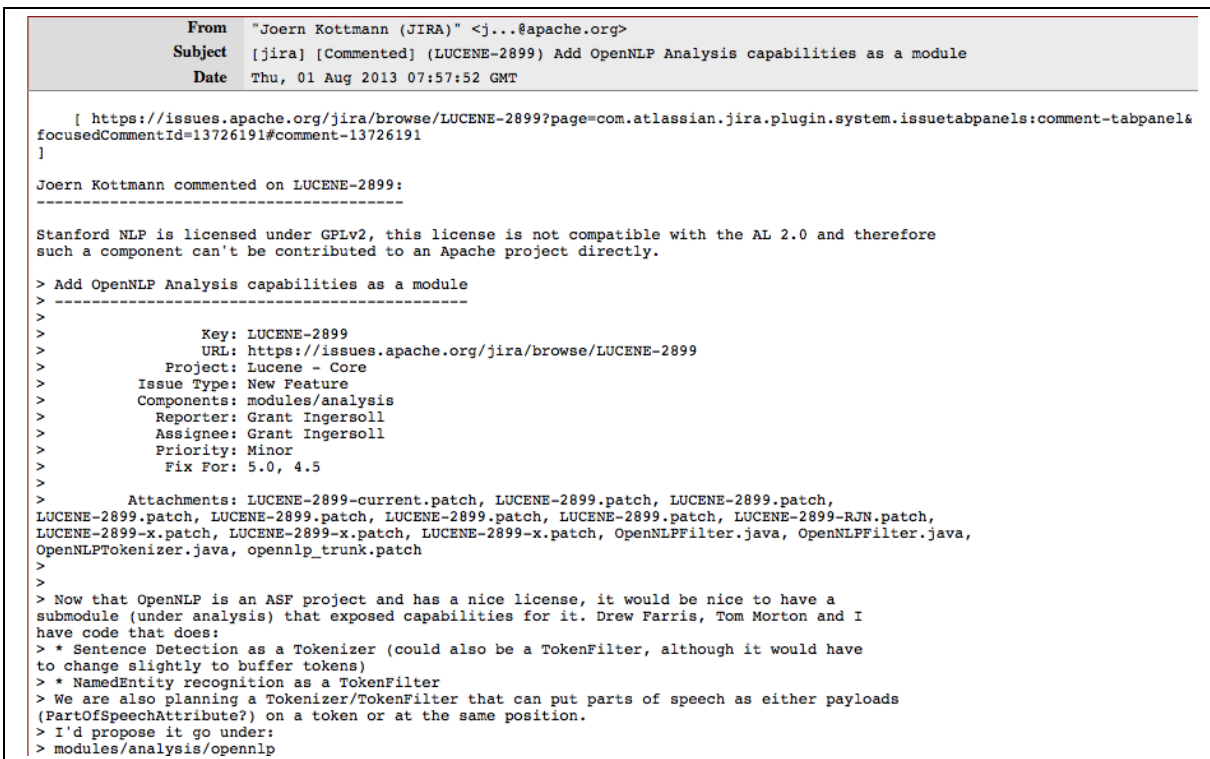 From "Joern Kottmann (JIRA)" <j...@apache.org>
Subject [jira] [Commented] (LUCENE-2899) Add OpenNLP Analysis capabilities as a module
Date Thu, 01 Aug 2013 07:57:52 GMT
[ https://issues.apache.org/jira/browse/LUCENE-2899?page=com.atlassian.jira.plugin.system.issuetabpanels:comment-tabpanel&
focusedCommentId=13726191#comment-13726191
]
Joern Kottmann commented on LUCENE-2899:
----------------------------------------
Stanford NLP is licensed under GPLv2, this license is not compatible with the AL 2.0 and therefore
such a component can't be contributed to an Apache project directly.
> Add OpenNLP Analysis capabilities as a module
> ---------------------------------------------
>
> Key: LUCENE-2899
> URL: https://issues.apache.org/jira/browse/LUCENE-2899
> Project: Lucene - Core
> Issue Type: New Feature
> Components: modules/analysis
> Reporter: Grant Ingersoll
> Assignee: Grant Ingersoll
> Priority: Minor
> Fix For: 5.0, 4.5
>
> Attachments: LUCENE-2899-current.patch, LUCENE-2899.patch, LUCENE-2899.patch,
LUCENE-2899.patch, LUCENE-2899.patch, LUCENE-2899.patch, LUCENE-2899.patch, LUCENE-2899-RJN.patch,
LUCENE-2899-x.patch, LUCENE-2899-x.patch, LUCENE-2899-x.patch, OpenNLPFilter.java, OpenNLPFilter.java,
OpenNLPTokenizer.java, opennlp_trunk.patch
>
>
> Now that OpenNLP is an ASF project and has a nice license, it would be nice to have a
submodule (under analysis) that exposed capabilities for it. Drew Farris, Tom Morton and I
have code that does:
> * Sentence Detection as a Tokenizer (could also be a TokenFilter, although it would have
to change slightly to buffer tokens)
> * NamedEntity recognition as a TokenFilter
> We are also planning a Tokenizer/TokenFilter that can put parts of speech as either payloads
(PartOfSpeechAttribute?) on a token or at the same position.
> I'd propose it go under:
> modules/analysis/opennlp